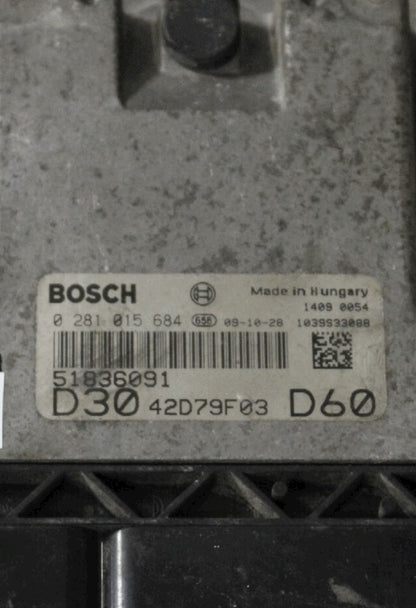 BOSCH Made in Hungary
1409 0054
0 281 015 684 656 09-10-28 1039S33088
51836091
D30 42D79F03 D60